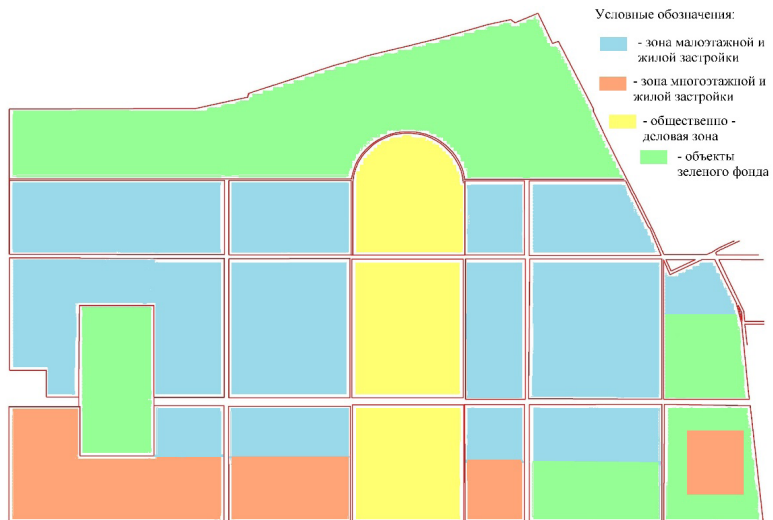 Условные обозначения:
- зона малоэтажной и
жилой застройки
- зона многоэтажной и
жилой застройки
- общественно -
деловая зона
- объекты
зеленого фонда